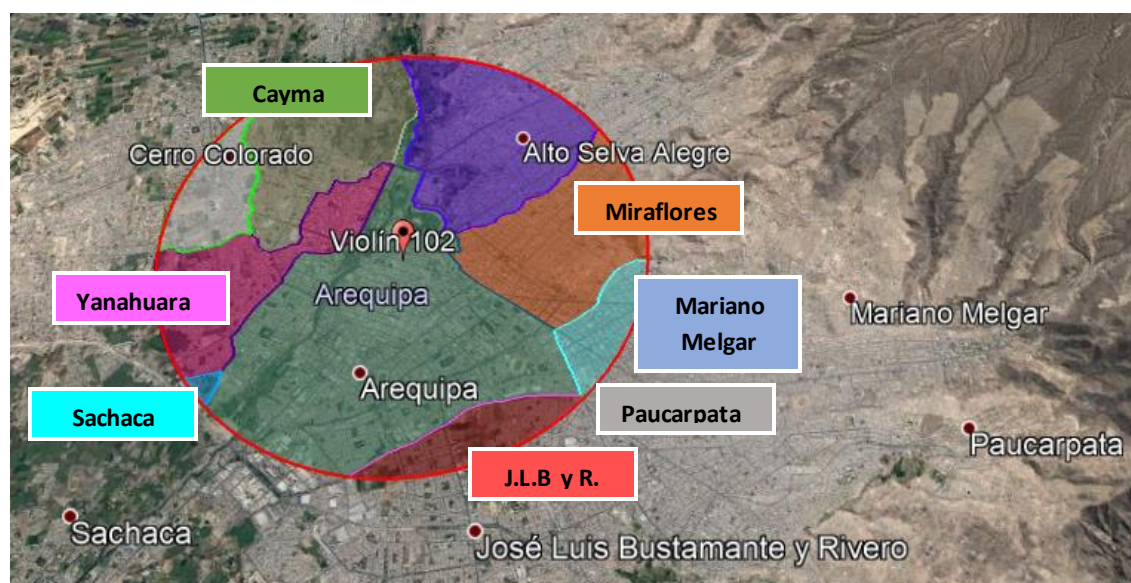 Cayma
Cerro Colorado
Alto Selva Alegre
Miraflores
Violín 102
Yanahuara
Arequipa
Mariano
Melgar
Mariano Melgar
Arequipa
Sachaca
Paucarpata
Paucarpata
J.L.B y R.
Sachaca
José Luis Bustamante y Rivero